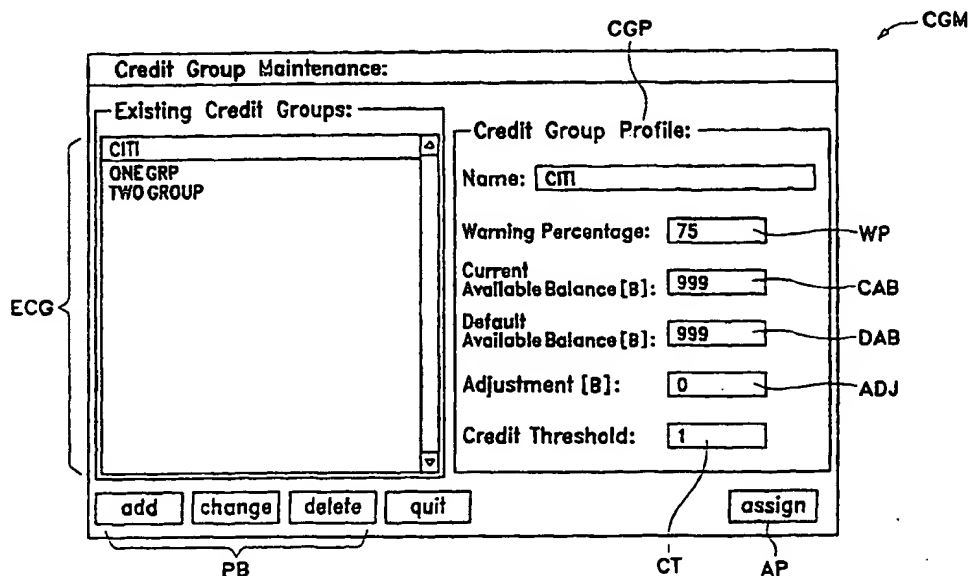 CGP
CGM
Credit Group Maintenance:
Existing Credit Groups:
CITI
ONE GRP
TWO GROUP
ECG
Credit Group Profile:
Name: CITI
Warning Percentage: 75
WP
Current
Available Balance [B]: 999
CAB
Default
Available Balance [B]: 999
DAB
Adjustment [B]: 0
ADJ
Credit Threshold: 1
add change delete quit assign
PB
CT
AP